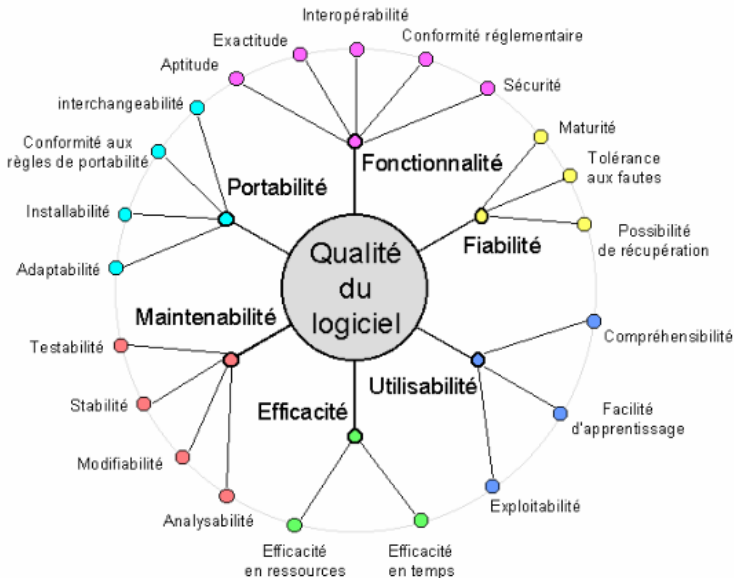 Interopérabilité
Exactitude
Conformité réglementaire
Aptitude
Sécurité
interchangeabilité
Maturité
Conformité aux
règles de portabilité
Fonctionnalité
Tolérance
aux fautes
Portabilité
Installabilité
Fiabilité
Possibilité
de récupération
Qualité
du
logiciel
Adaptabilité
Maintenabilité
Compréhensibilité
Testabilité
Utilisabilité
Efficacité
Stabilité
Facilité
d'apprentissage
Modifiabilité
Exploitabilité
Analysabilité
Efficacité
en ressources
Efficacité
en temps